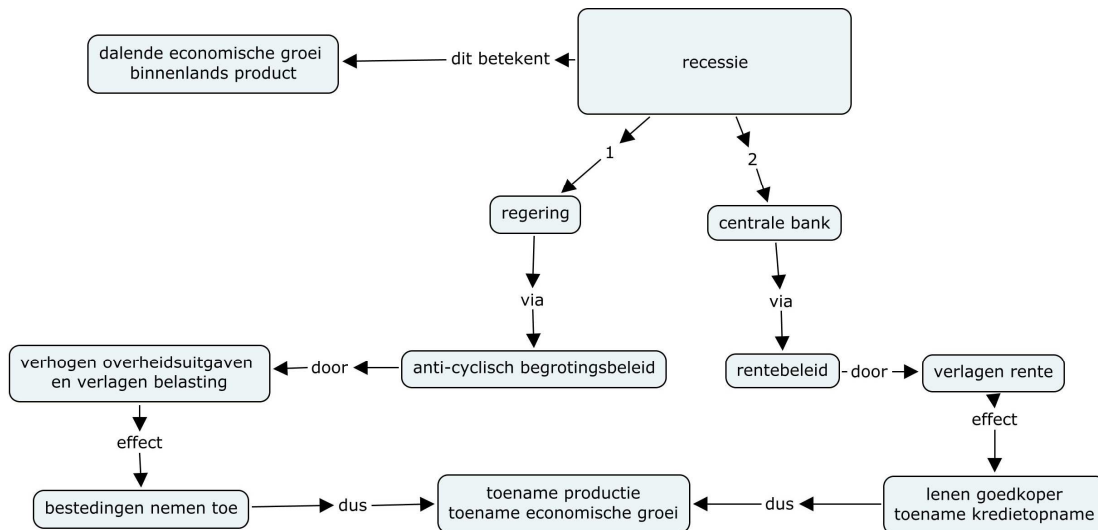 dalende economische groei
binnenlands product
dit betekent
recessie
1
2
regering
centrale bank
via
via
verhogen overheidsuitgaven
en verlagen belasting
door
anti-cyclisch begrotingsbeleid
rentebeleid
door
verlagen rente
effect
effect
bestedingen nemen toe
dus
toename productie
toename economische groei
dus
lenen goedkoper
toename kredietopname